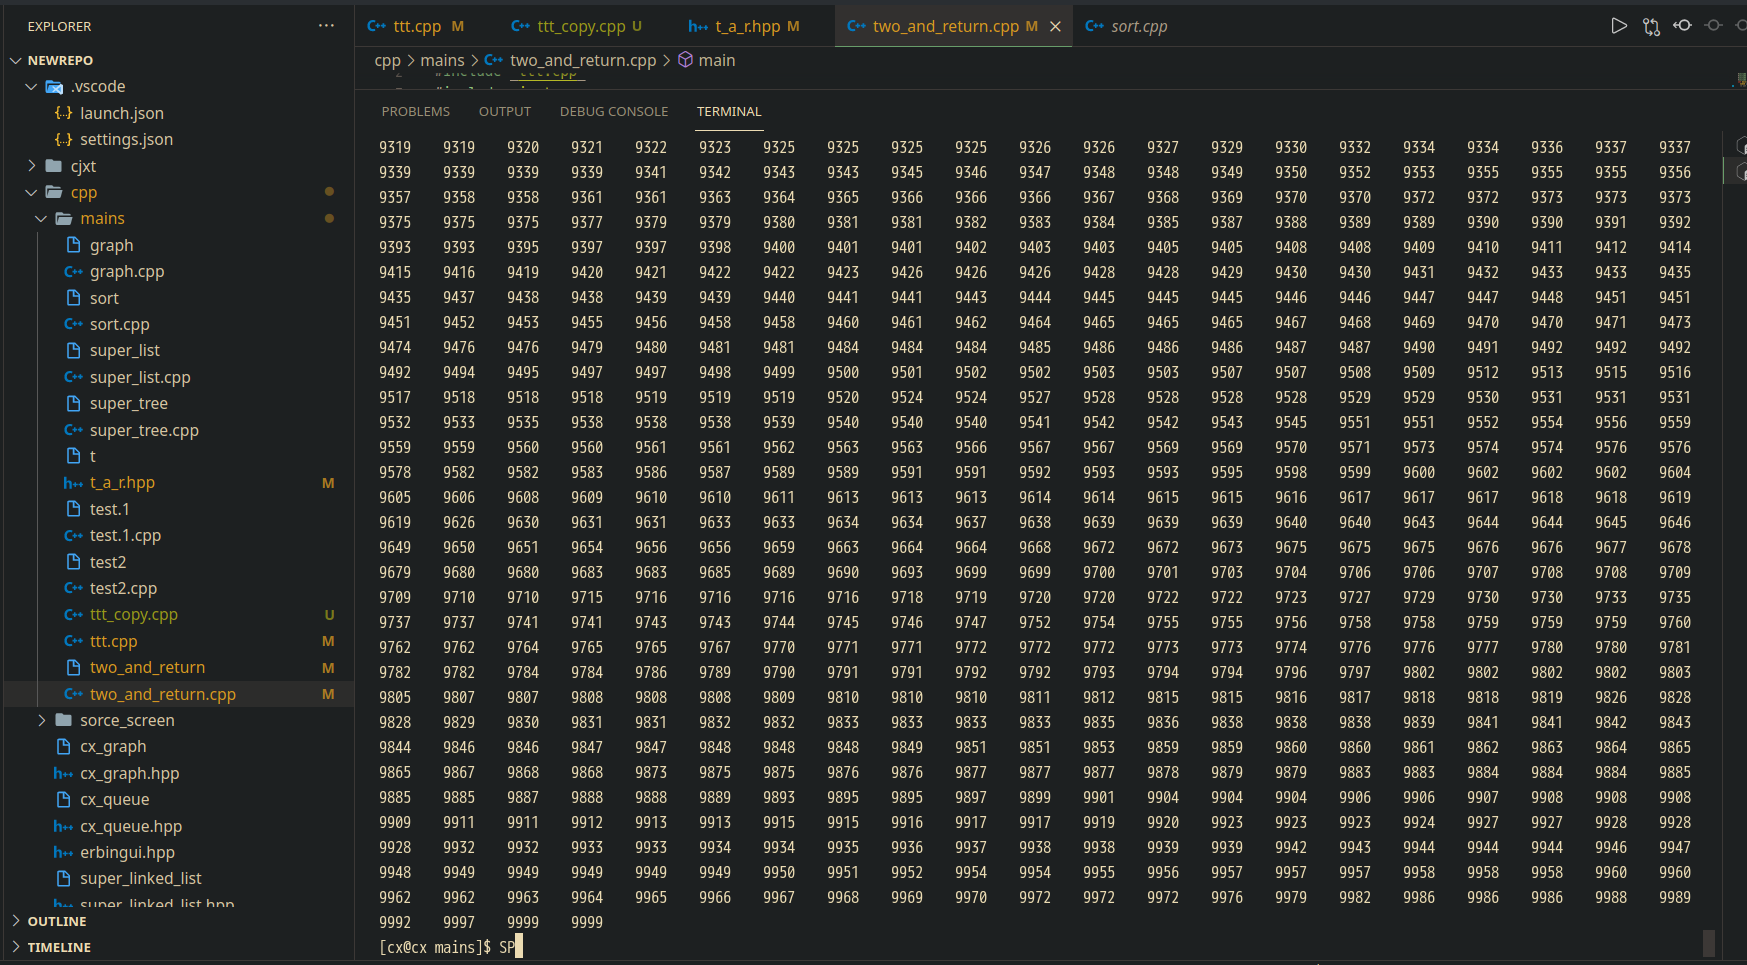 EXPLORER ···
NEWREPO
.vscode
launch.json
settings.json
cjxt
cpp
mains
graph
graph.cpp
sort
sort.cpp
super_list
super_list.cpp
super_tree
super_tree.cpp
t
t_a_r.hpp M
test.1
test.1.cpp
test2
test2.cpp
ttt_copy.cpp U
ttt.cpp M
two_and_return M
two_and_return.cpp M
sorce_screen
cx_graph
cx_graph.hpp
cx_queue
cx_queue.hpp
erbingui.hpp
super_linked_list
super_linked_list.hpp
OUTLINE
TIMELINE
ttt.cpp M ttt_copy.cpp U t_a_r.hpp M two_and_return.cpp M sort.cpp
cpp > mains > two_and_return.cpp > main
PROBLEMS OUTPUT DEBUG CONSOLE TERMINAL
9319 9319 9320 9321 9322 9323 9325 9325 9325 9325 9326 9326 9327 9329 9330 9332 9334 9334 9336 9337 9337
9339 9339 9339 9339 9341 9342 9343 9343 9345 9346 9347 9348 9348 9349 9350 9352 9353 9355 9355 9355 9356
9357 9358 9358 9361 9361 9363 9364 9365 9366 9366 9366 9367 9368 9369 9370 9370 9372 9372 9373 9373 9373
9375 9375 9375 9377 9379 9379 9380 9381 9381 9382 9383 9384 9385 9387 9388 9389 9389 9390 9390 9391 9392
9393 9393 9395 9397 9397 9398 9400 9401 9401 9402 9403 9403 9405 9405 9408 9408 9409 9410 9411 9412 9414
9415 9416 9419 9420 9421 9422 9422 9423 9426 9426 9426 9428 9428 9429 9430 9430 9431 9432 9433 9433 9435
9435 9437 9438 9438 9439 9439 9440 9441 9441 9443 9444 9445 9445 9445 9446 9446 9447 9447 9448 9451 9451
9451 9452 9453 9455 9456 9458 9458 9460 9461 9462 9464 9465 9465 9465 9467 9468 9469 9470 9470 9471 9473
9474 9476 9476 9479 9480 9481 9481 9484 9484 9484 9485 9486 9486 9486 9487 9487 9490 9491 9492 9492 9492
9492 9494 9495 9497 9497 9498 9499 9500 9501 9502 9502 9503 9503 9507 9507 9508 9509 9512 9513 9515 9516
9517 9518 9518 9518 9519 9519 9519 9520 9524 9524 9527 9528 9528 9528 9528 9529 9529 9530 9531 9531 9531
9532 9533 9535 9538 9538 9538 9539 9540 9540 9540 9541 9542 9542 9543 9545 9551 9551 9552 9554 9556 9559
9559 9559 9560 9560 9561 9561 9562 9563 9563 9566 9567 9567 9569 9569 9570 9571 9573 9574 9574 9576 9576
9578 9582 9582 9583 9586 9587 9589 9589 9591 9591 9592 9593 9593 9595 9598 9599 9600 9602 9602 9602 9604
9605 9606 9608 9609 9610 9610 9611 9613 9613 9613 9614 9614 9615 9615 9616 9617 9617 9617 9618 9618 9619
9619 9626 9630 9631 9631 9633 9633 9634 9634 9637 9638 9639 9639 9639 9640 9640 9643 9644 9644 9645 9646
9649 9650 9651 9654 9656 9656 9659 9663 9664 9664 9668 9672 9672 9673 9675 9675 9675 9676 9676 9677 9678
9679 9680 9680 9683 9683 9685 9689 9690 9693 9699 9699 9700 9701 9703 9704 9706 9706 9707 9708 9708 9709
9709 9710 9710 9715 9716 9716 9716 9716 9718 9719 9720 9720 9722 9722 9723 9727 9729 9730 9730 9733 9735
9737 9737 9741 9741 9743 9743 9744 9745 9746 9747 9752 9754 9755 9755 9756 9758 9758 9759 9759 9759 9760
9762 9762 9764 9765 9765 9767 9770 9771 9771 9772 9772 9772 9773 9773 9774 9776 9776 9777 9780 9780 9781
9782 9782 9784 9784 9786 9789 9790 9791 9791 9792 9792 9793 9794 9794 9796 9797 9802 9802 9802 9802 9803
9805 9807 9807 9808 9808 9808 9809 9810 9810 9810 9811 9812 9815 9815 9816 9817 9818 9818 9819 9826 9828
9828 9829 9830 9831 9831 9832 9832 9833 9833 9833 9833 9835 9836 9838 9838 9838 9839 9841 9841 9842 9843
9844 9846 9846 9847 9847 9848 9848 9848 9849 9851 9851 9853 9859 9859 9860 9860 9861 9862 9863 9864 9865
9865 9867 9868 9868 9873 9875 9875 9876 9876 9877 9877 9877 9878 9879 9879 9883 9883 9884 9884 9884 9885
9885 9885 9887 9888 9888 9889 9893 9895 9895 9897 9899 9901 9904 9904 9904 9906 9906 9907 9908 9908 9908
9909 9911 9911 9912 9913 9913 9915 9915 9916 9917 9917 9919 9920 9923 9923 9923 9924 9927 9927 9928 9928
9928 9932 9932 9933 9933 9934 9934 9935 9936 9937 9938 9938 9939 9939 9942 9943 9944 9944 9944 9946 9947
9948 9949 9949 9949 9949 9949 9950 9951 9952 9954 9954 9955 9956 9957 9957 9957 9958 9958 9958 9960 9960
9962 9962 9963 9964 9965 9966 9967 9968 9969 9970 9972 9972 9972 9976 9979 9982 9986 9986 9986 9988 9989
9992 9997 9999 9999
[cx@cx mains]$ SP